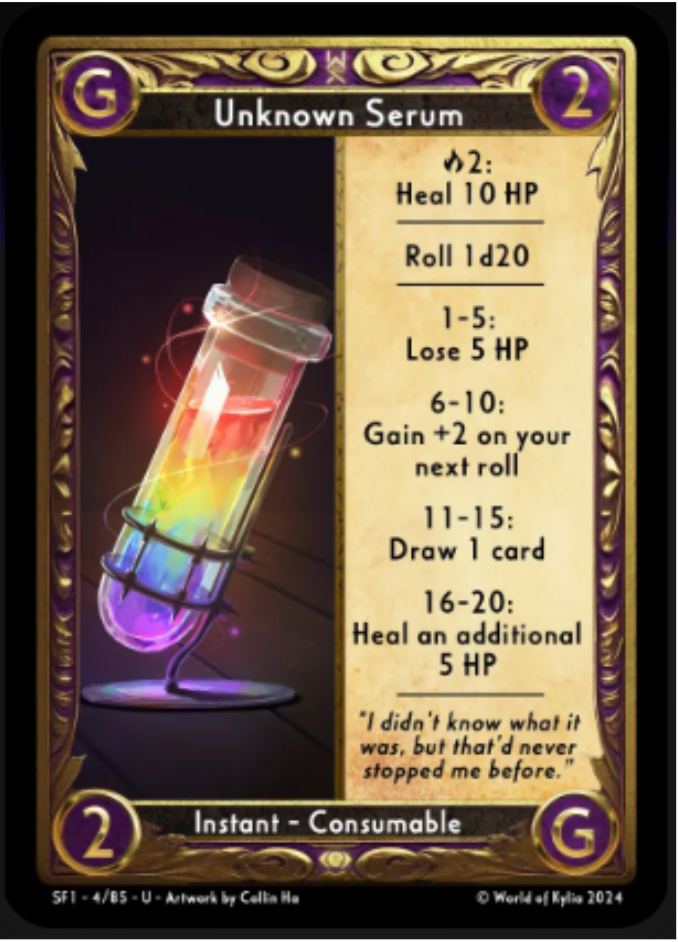 G
2
Unknown Serum
2:
Heal 10 HP
Roll 1d20
1-5:
Lose 5 HP
6-10:
Gain +2 on your
next roll
11-15:
Draw 1 card
16-20:
Heal an additional
5 HP
"I didn't know what it
was, but that'd never
stopped me before."
2
Instant - Consumable
G
SF1 - 4/85 - U - Artwork by Collin Ha
© World of Kylia 2024